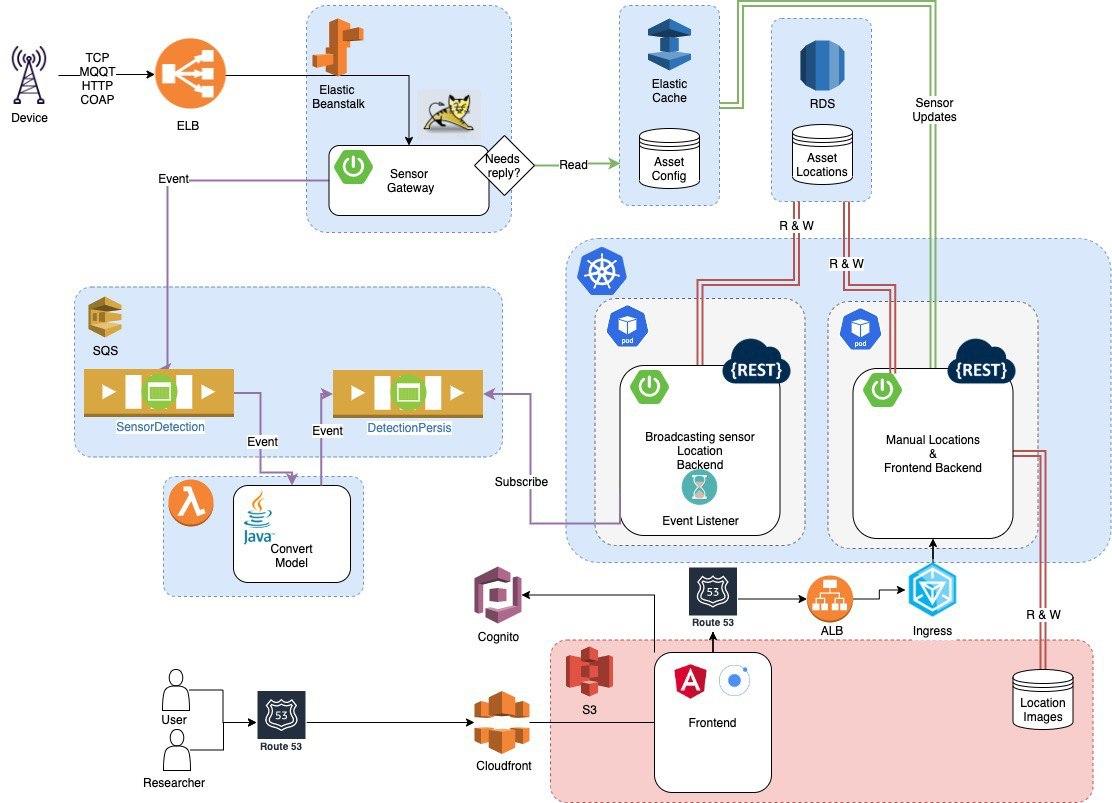 TCP
MQQT
HTTP
COAP
Device
ELB
Elastic
Beanstalk
Sensor
Gateway
Needs
reply?
Read
Elastic
Cache
Asset
Config
RDS
Asset
Locations
Sensor
Updates
Event
R & W
R & W
SQS
SensorDetection
DetectionPersis
Event
Event
Subscribe
λ
Java
Convert
Model
pod
{REST}
Broadcasting sensor
Location
Backend
Event Listener
pod
{REST}
Manual Locations
&
Frontend Backend
Cognito
53
Route 53
ALB
Ingress
R & W
User
Researcher
53
Route 53
Cloudfront
S3
A
Frontend
Location
Images